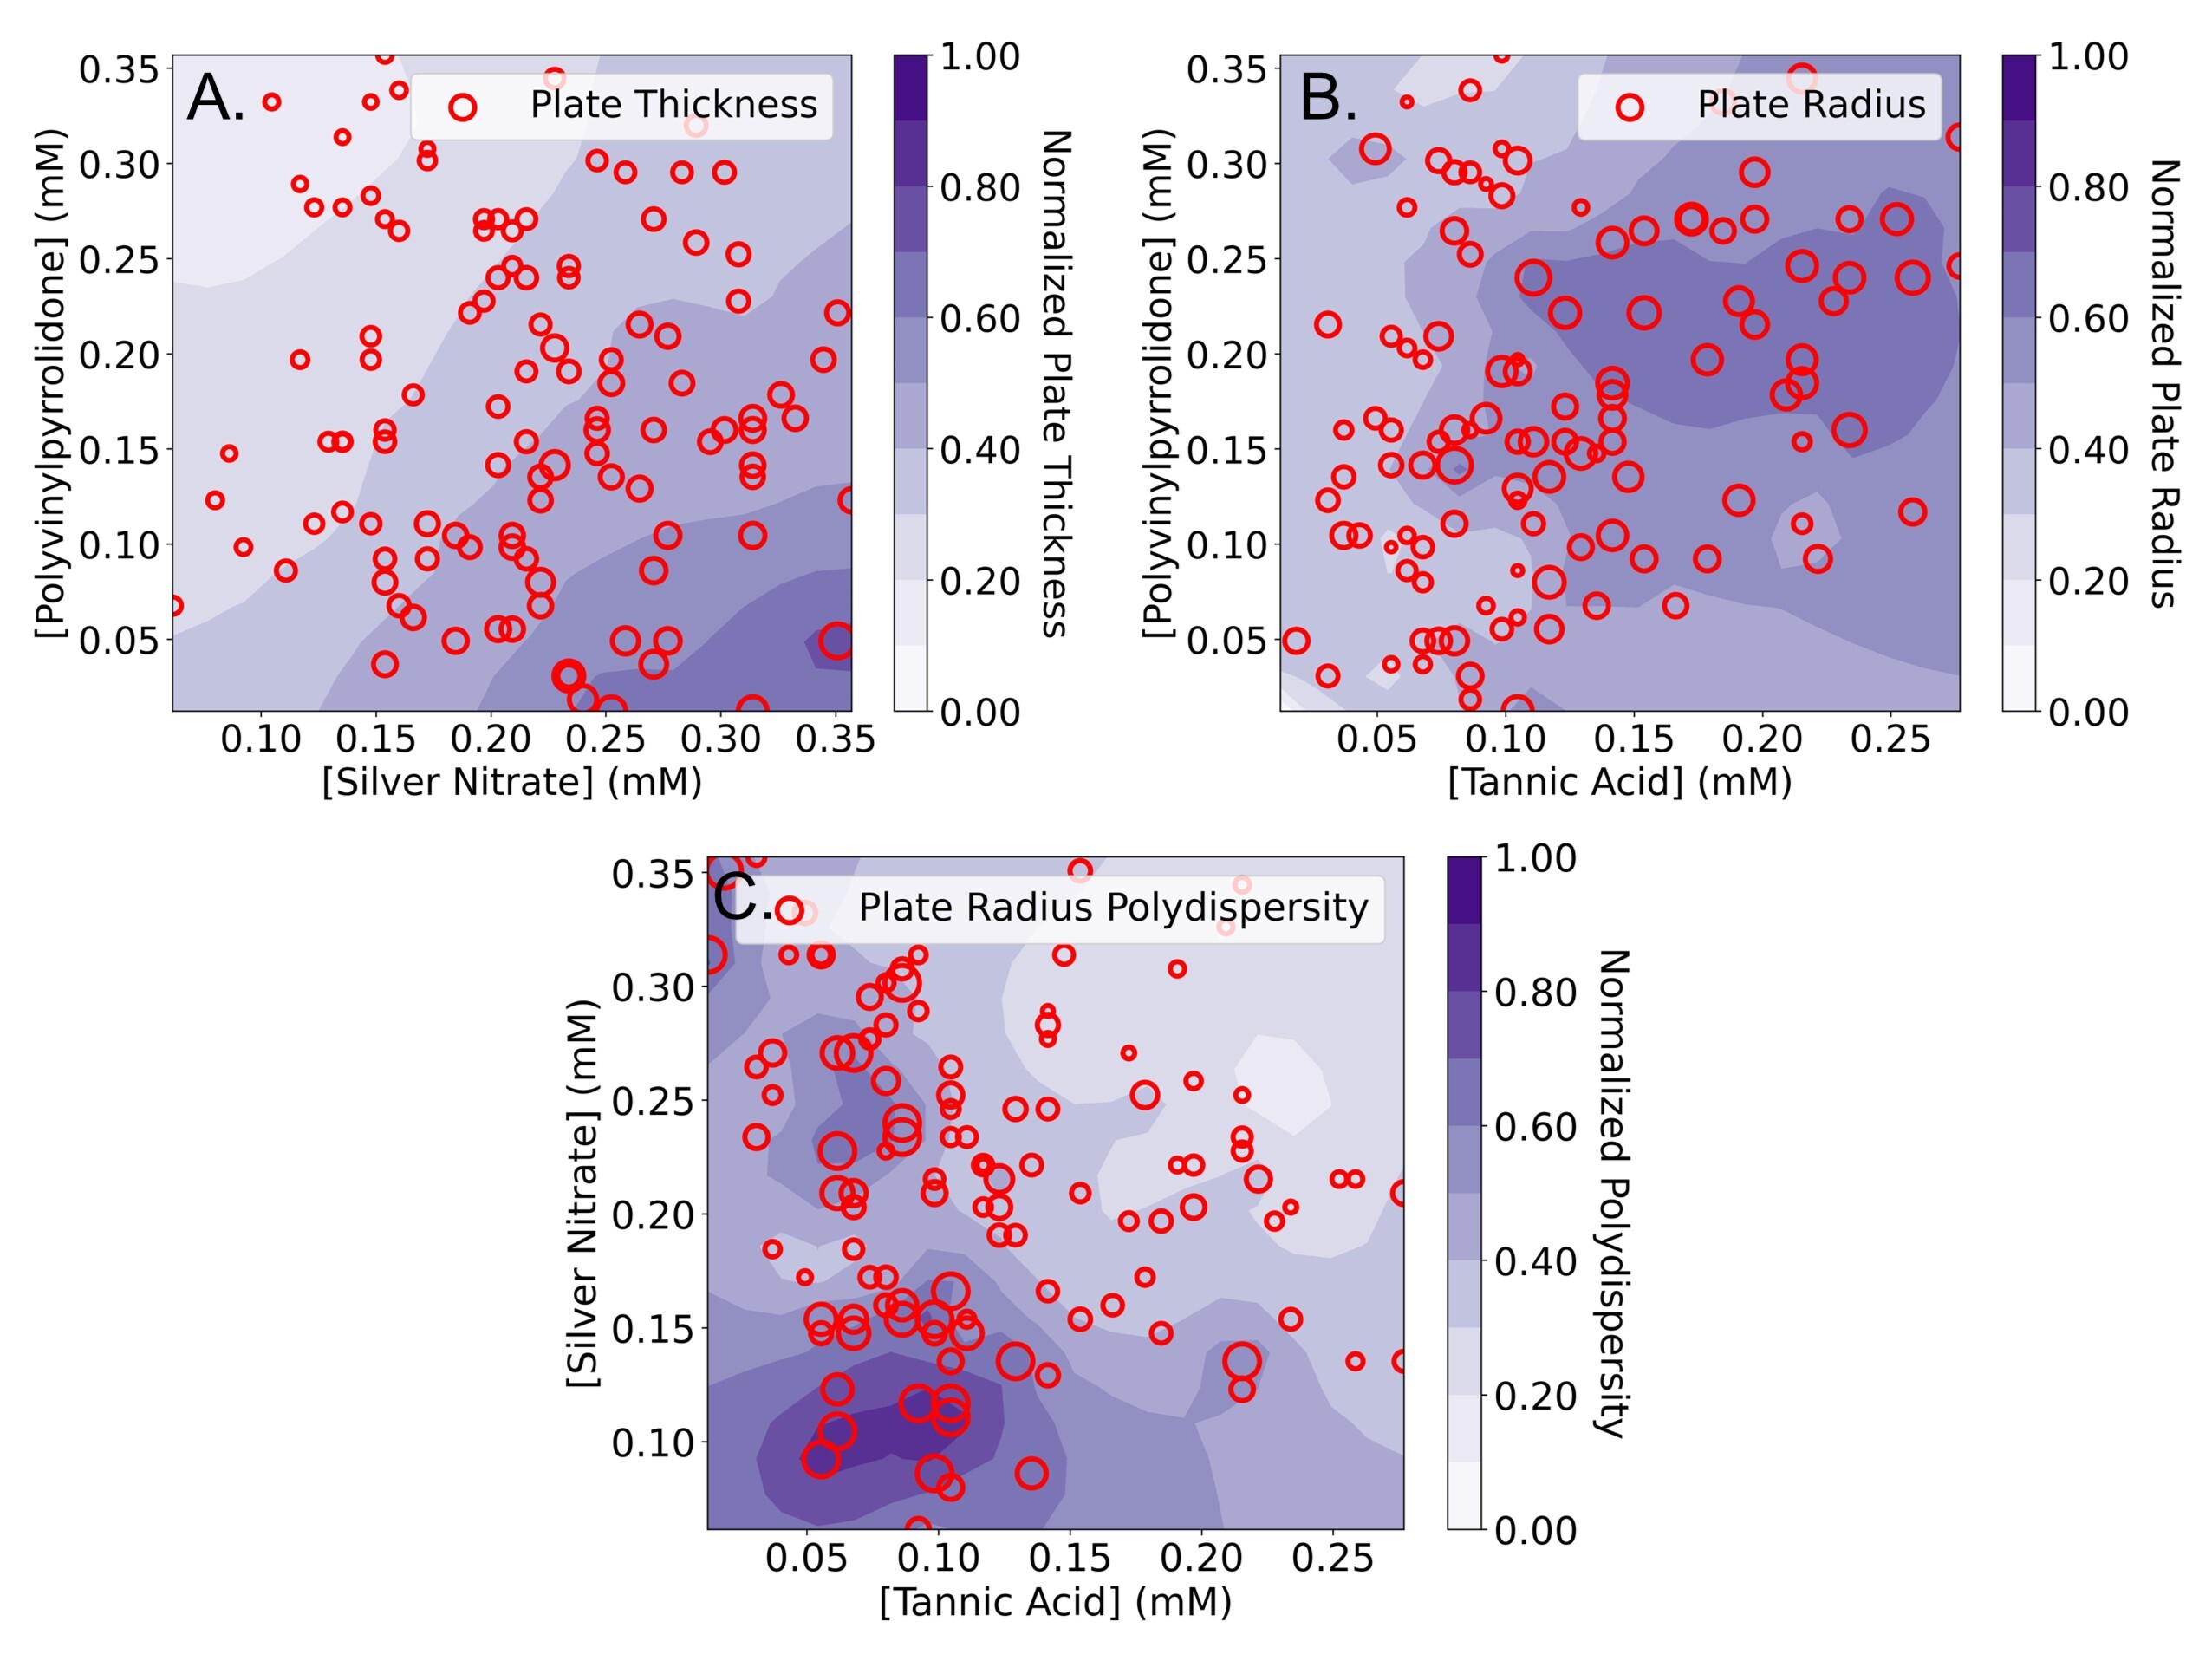 A.
Plate Thickness
0.35
0.30
0.25
0.20
0.15
0.10
0.05
[Polyvinylpyrrolidone] (mM)
0.10 0.15 0.20 0.25 0.30 0.35
[Silver Nitrate] (mM)
1.00
0.80
0.60
0.40
0.20
0.00
Normalized Plate Thickness
B.
Plate Radius
0.35
0.30
0.25
0.20
0.15
0.10
0.05
[Polyvinylpyrrolidone] (mM)
0.05 0.10 0.15 0.20 0.25
[Tannic Acid] (mM)
1.00
0.80
0.60
0.40
0.20
0.00
Normalized Plate Radius
C.
Plate Radius Polydispersity
0.35
0.30
0.25
0.20
0.15
0.10
[Silver Nitrate] (mM)
0.05 0.10 0.15 0.20 0.25
[Tannic Acid] (mM)
1.00
0.80
0.60
0.40
0.20
0.00
Normalized Polydispersity